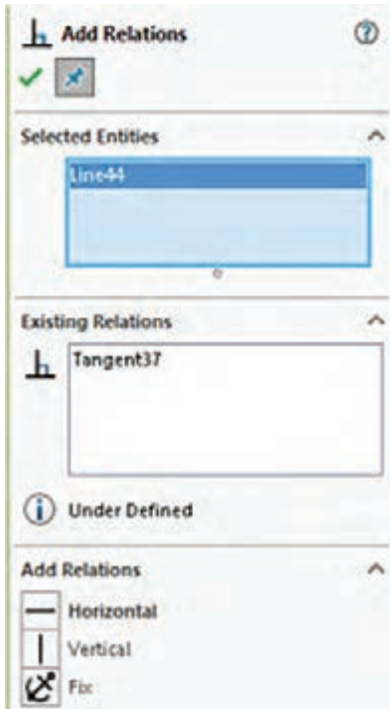 Add Relations
Selected Entities
Line44
Existing Relations
Tangent37
Under Defined
Add Relations
Horizontal
Vertical
Fix